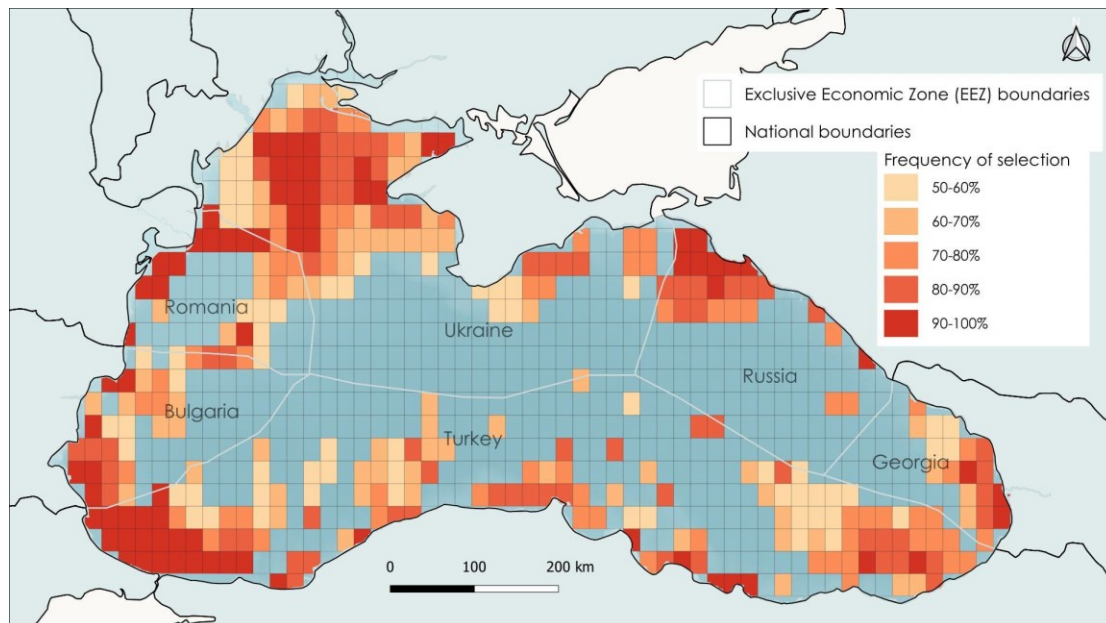 N
Exclusive Economic Zone (EEZ) boundaries
National boundaries
Frequency of selection
50-60%
60-70%
70-80%
80-90%
90-100%
Romania
Ukraine
Russia
Bulgaria
Turkey
Georgia
0 100 200 km